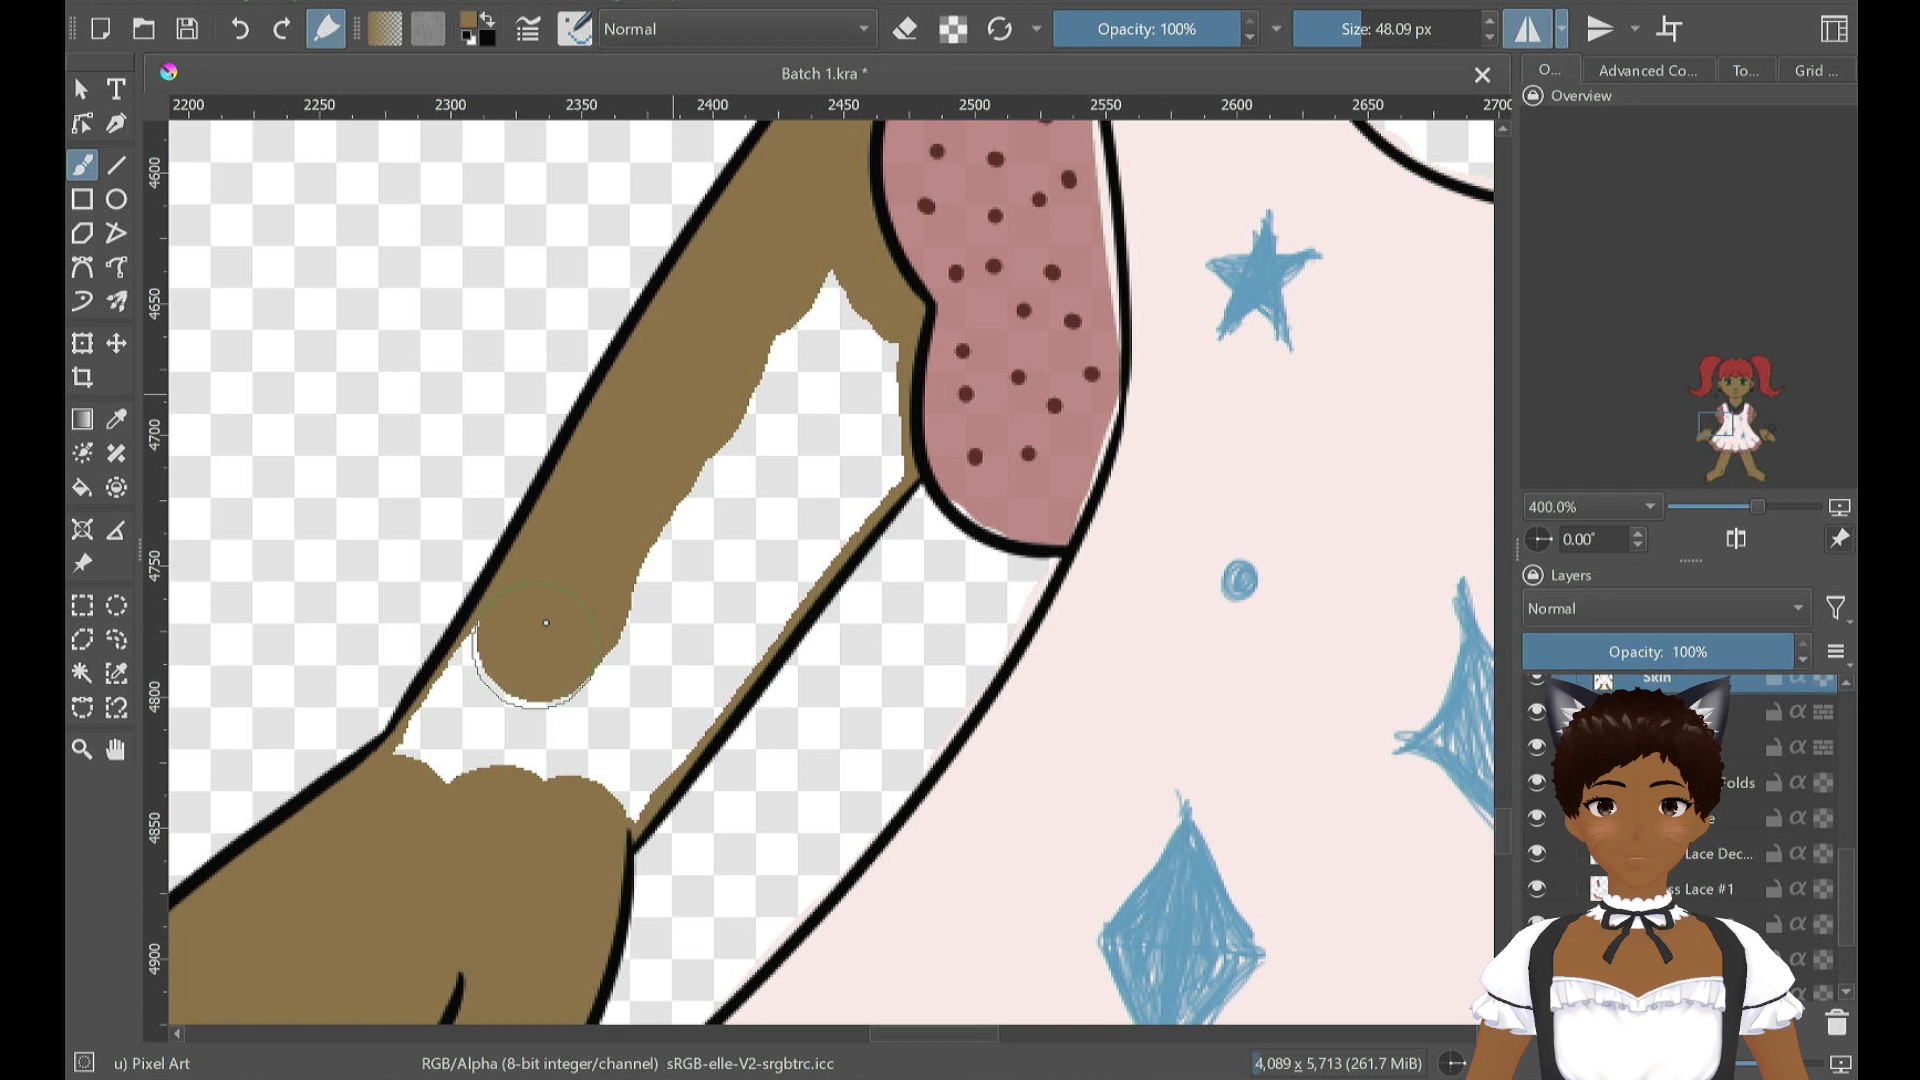 Normal
Opacity: 100%
Size: 48.09 px
Batch 1.kra *
O...
Advanced Co...
To...
Grid ...
Overview
2200 2250 2300 2350 2400 2450 2500 2550 2600 2650 2700
4600
4650
4700
4750
4800
4850
4900
400.0%
0.00°
Layers
Normal
Opacity: 100%
Skin
Folds
Lace Dec...
ss Lace #1
u) Pixel Art
RGB/Alpha (8-bit integer/channel) sRGB-elle-V2-srgbtrc.icc
4,089 x 5,713 (261.7 MiB)